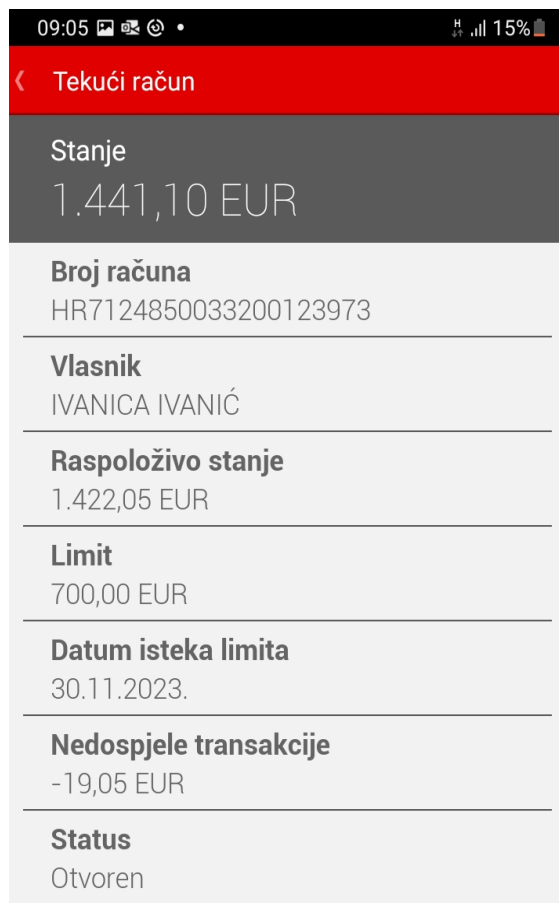 09:05
H .ııl 15%
Tekući račun
Stanje
1.441,10 EUR
Broj računa
HR7124850033200123973
Vlasnik
IVANICA IVANIĆ
Raspoloživo stanje
1.422,05 EUR
Limit
700,00 EUR
Datum isteka limita
30.11.2023.
Nedospjele transakcije
-19,05 EUR
Status
Otvoren